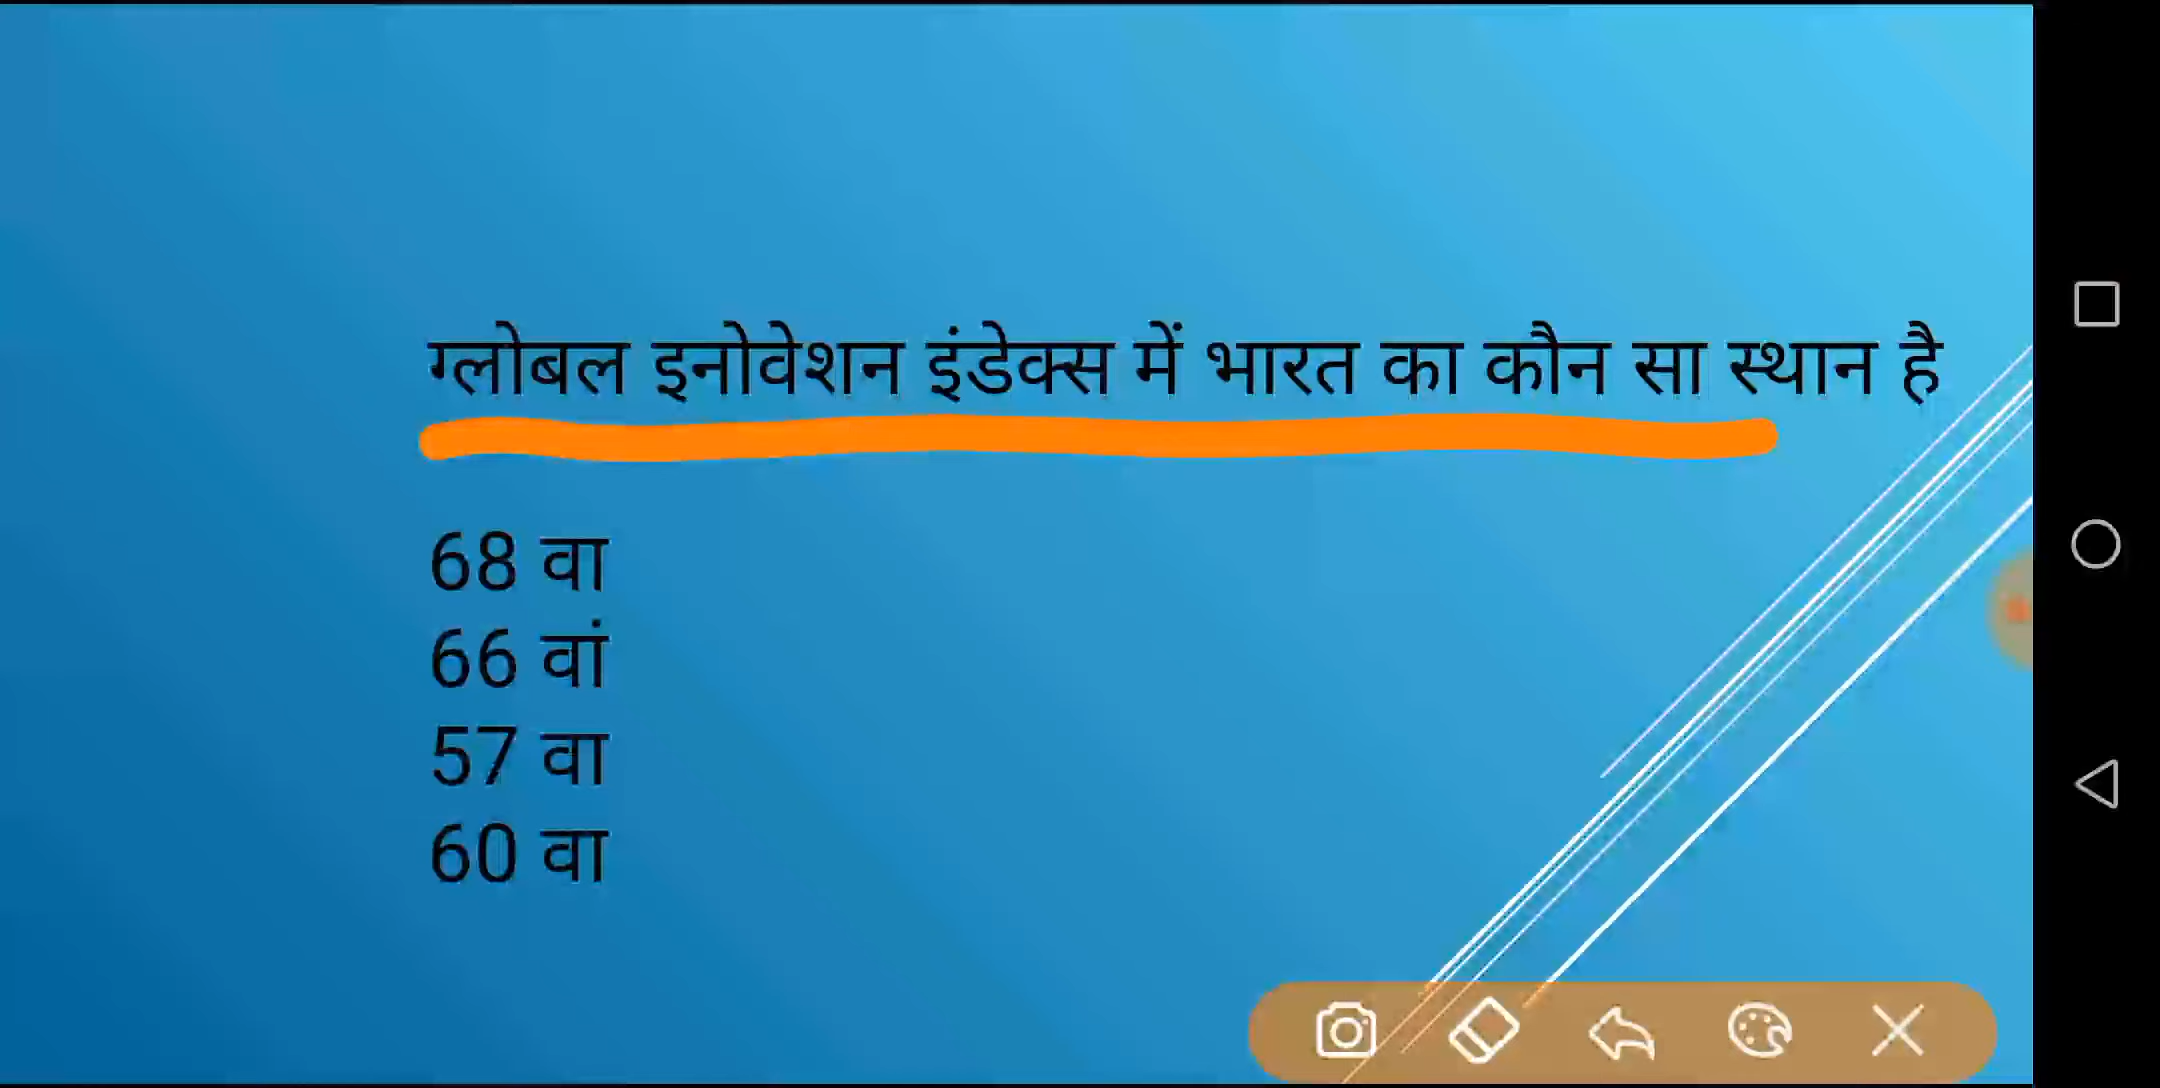 ग्लोबल इनोवेशन इंडेक्स में भारत का कौन सा स्थान है
68 वा
66 वां
57 वा
60 वा